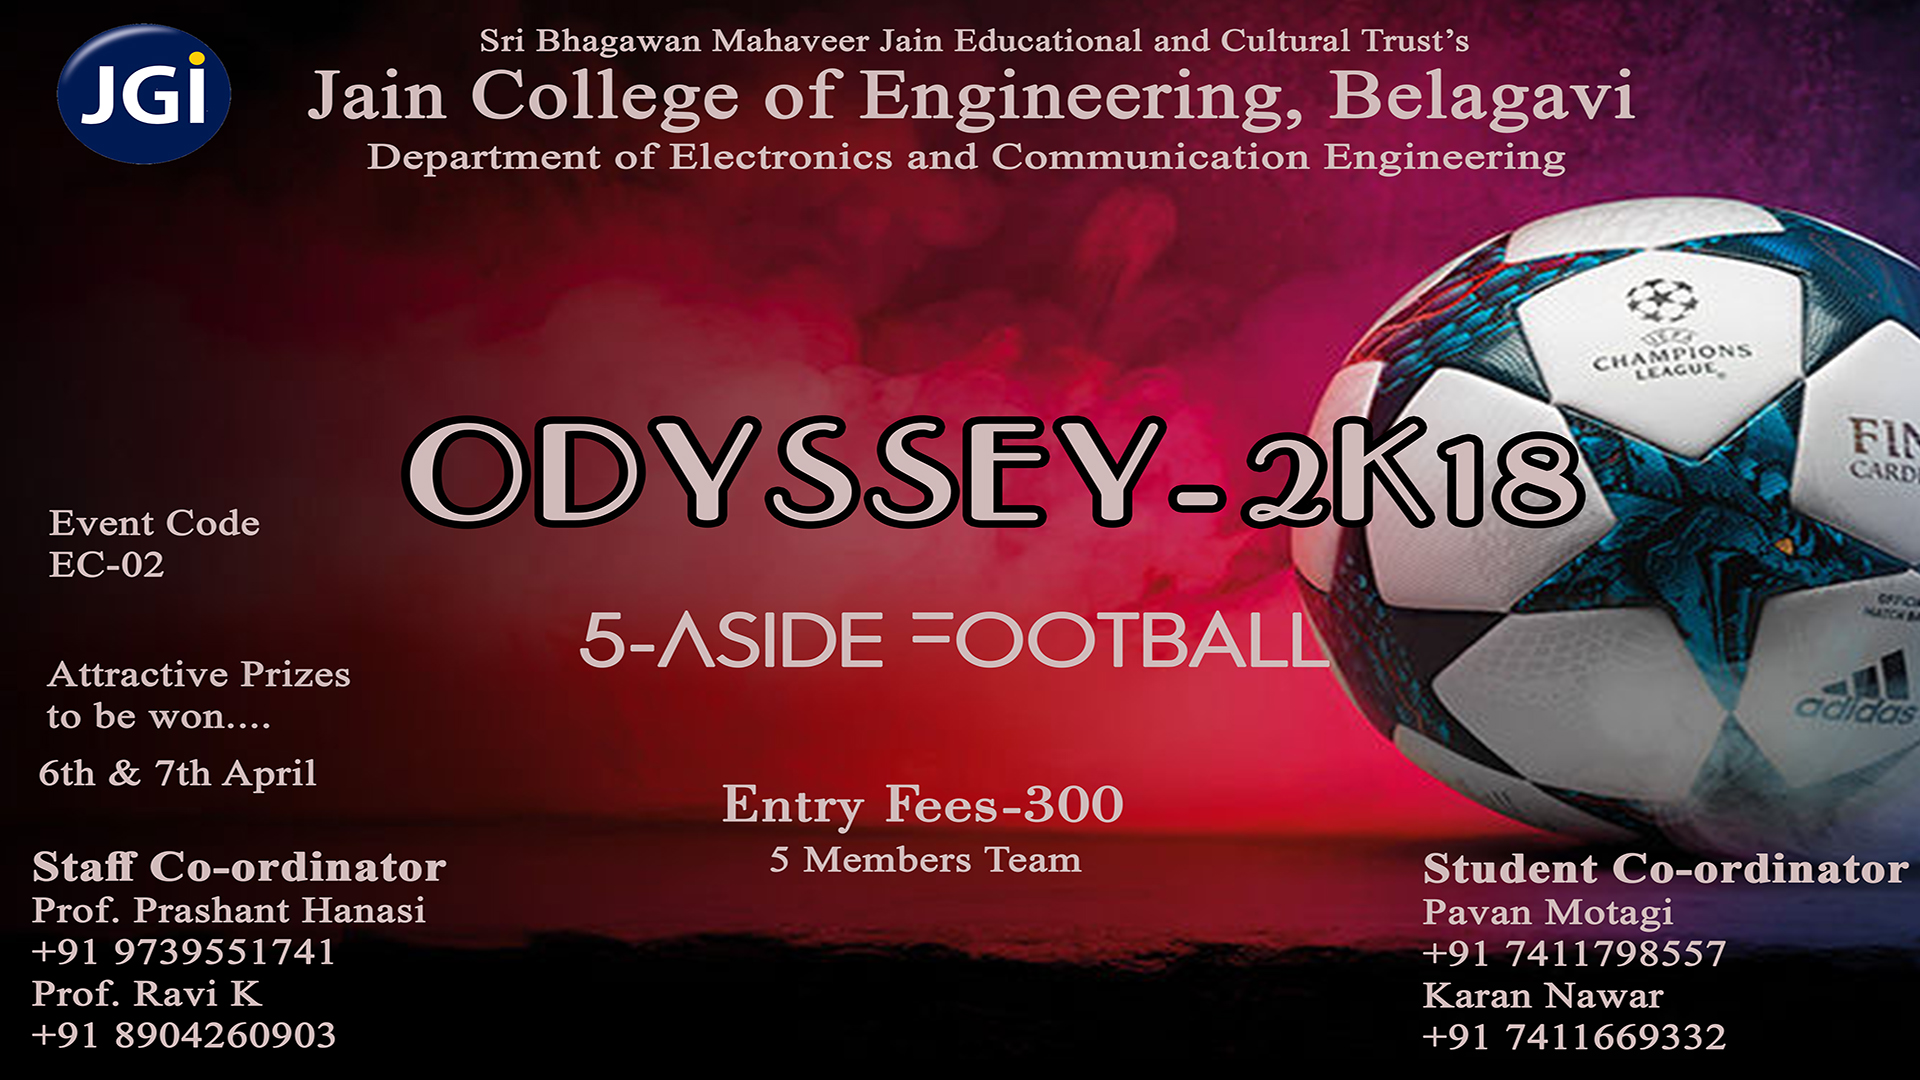 JGi
Sri Bhagawan Mahaveer Jain Educational and Cultural Trust's
Jain College of Engineering, Belagavi
Department of Electronics and Communication Engineering
UEFA
CHAMPIONS
LEAGUE
FIN
CARD
ODYSSEY-2K18
Event Code
EC-02
5-ASIDE FOOTBALL
Attractive Prizes
to be won....
6th & 7th April
adidas
Entry Fees-300
5 Members Team
Staff Co-ordinator
Prof. Prashant Hanasi
+91 9739551741
Prof. Ravi K
+91 8904260903
Student Co-ordinator
Pavan Motagi
+91 7411798557
Karan Nawar
+91 7411669332